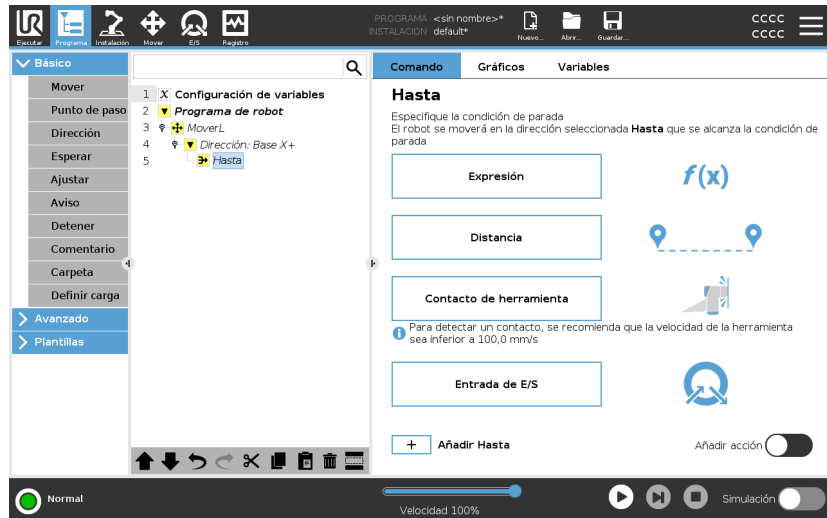 UR
PROGRAMA <sin nombre>*
INSTALACIÓN default*
cccc
cccc
Ejecutar Programa Instalación Mover E/S Registro
Nuevo... Abrir... Guardar...
Básico
Mover
Punto de paso
Dirección
Esperar
Ajustar
Aviso
Detener
Comentario
Carpeta
Definir carga
Avanzado
Plantillas
1 X Configuración de variables
2 Programa de robot
3 MoverL
4 Dirección: Base X+
5 Hasta
Comando Gráficos Variables
Hasta
Especifique la condición de parada
El robot se moverá en la dirección seleccionada Hasta que se alcanza la condición de
parada
Expresión
f(x)
Distancia
Contacto de herramienta
Para detectar un contacto, se recomienda que la velocidad de la herramienta
sea inferior a 100,0 mm/s
Entrada de E/S
+ Añadir Hasta
Añadir acción
Normal
Velocidad 100%
Simulación